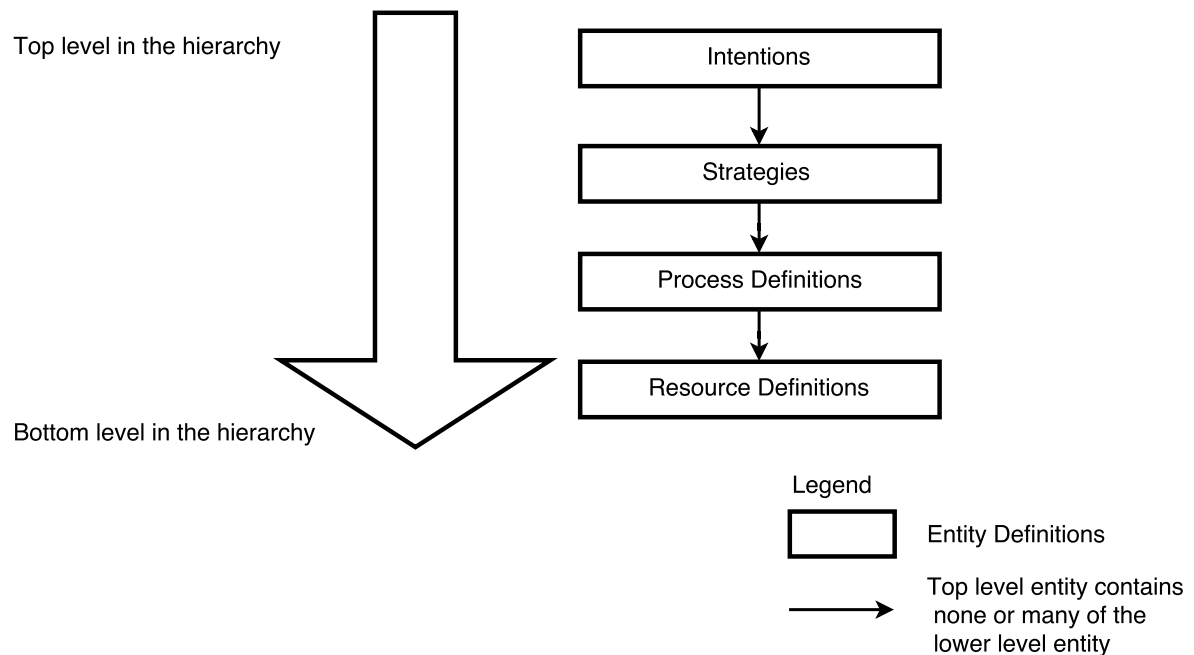 Top level in the hierarchy
Intentions
Strategies
Process Definitions
Resource Definitions
Bottom level in the hierarchy
Legend
Entity Definitions
Top level entity contains
none or many of the
lower level entity